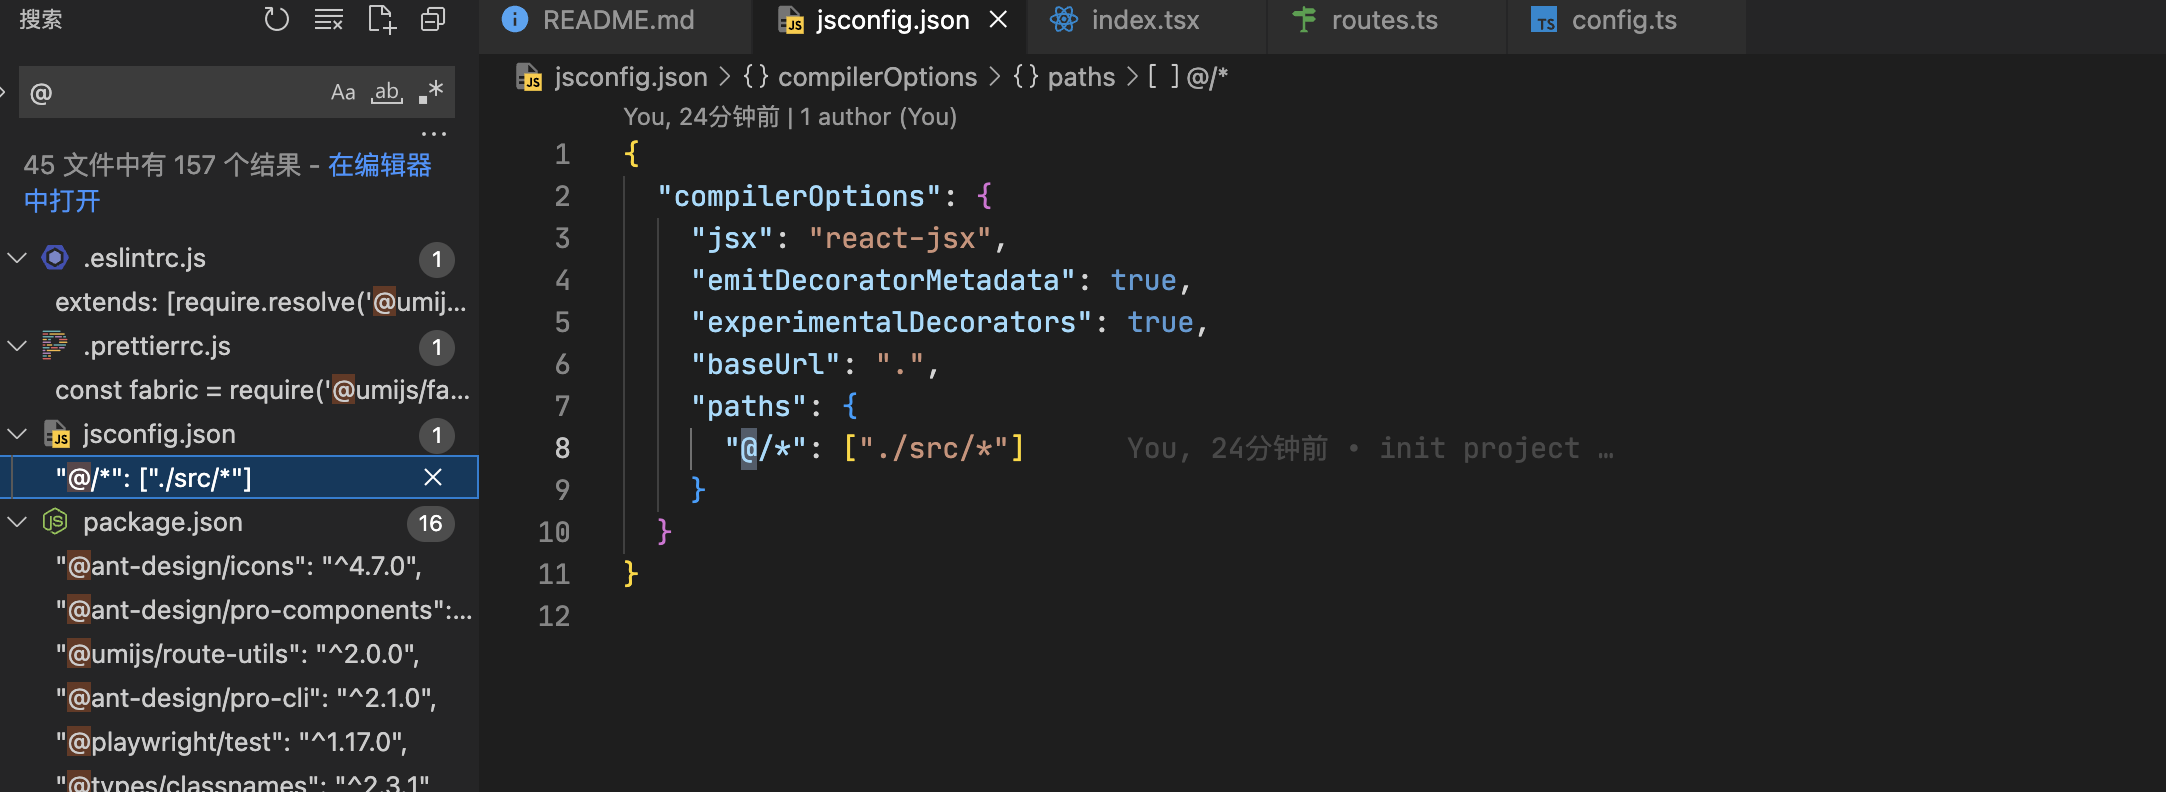 搜索
@
Aa ab .*
...
45 文件中有 157 个结果 - 在编辑器
中打开
.eslintrc.js 1
extends: [require.resolve('@umij...
.prettierrc.js 1
const fabric = require('@umijs/fa...
jsconfig.json 1
"@/*": ["./src/*"]
package.json 16
"@ant-design/icons": "^4.7.0",
"@ant-design/pro-components":...
"@umijs/route-utils": "^2.0.0",
"@ant-design/pro-cli": "^2.1.0",
"@playwright/test": "^1.17.0",
"@types/classnames": "^2.3.1"
README.md
JS jsconfig.json
index.tsx
routes.ts
TS config.ts
JS jsconfig.json > {} compilerOptions > {} paths > [ ] @/*
You, 24分钟前 | 1 author (You)
1 {
2 "compilerOptions": {
3 "jsx": "react-jsx",
4 "emitDecoratorMetadata": true,
5 "experimentalDecorators": true,
6 "baseUrl": ".",
7 "paths": {
8 "@/*": ["./src/*"] You, 24分钟前 • init project …
9 }
10 }
11 }
12